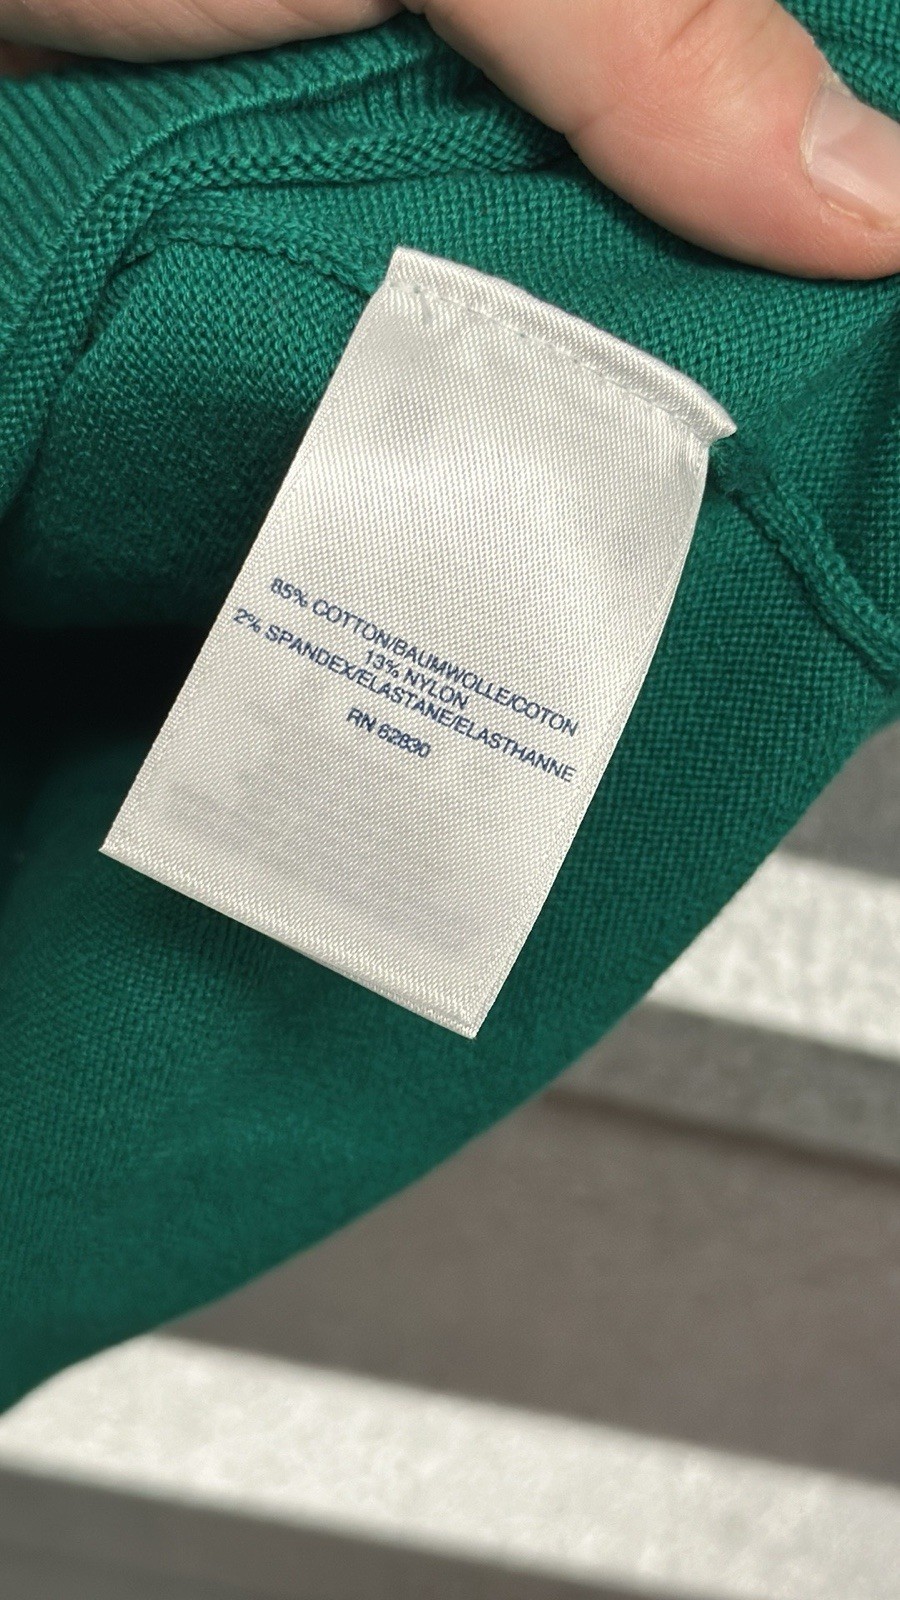 85% COTTON/BAUMWOLLE/COTON
13% NYLON
2% SPANDEX/ELASTANE/ELASTHANNE
RN 62830